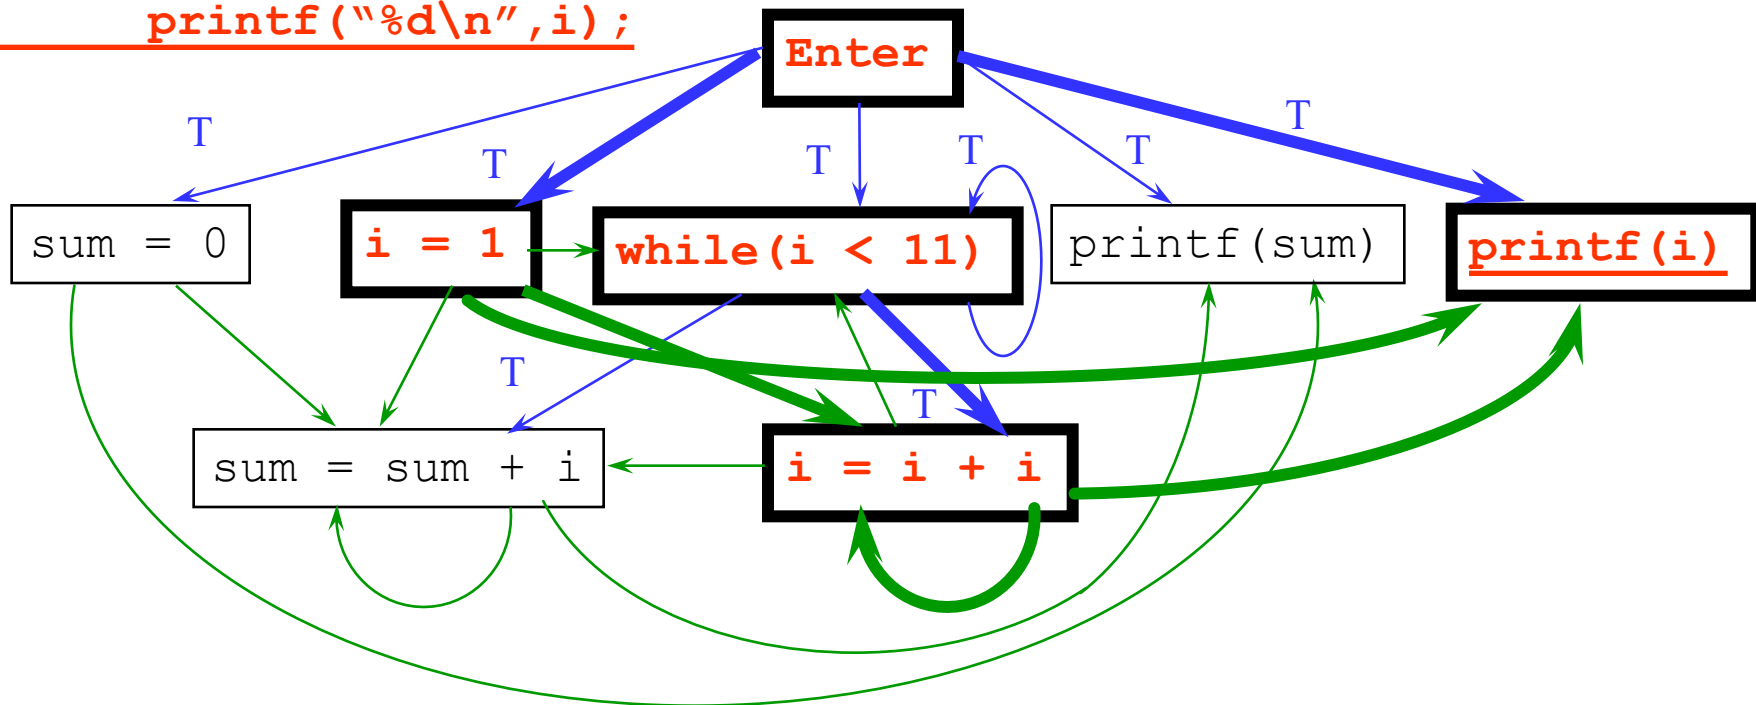 printf(“%d\n”,i);
Enter
T
T
T
T
T
T
sum = 0
i = 1
while(i < 11)
printf(sum)
printf(i)
T
T
sum = sum + i
i = i + i